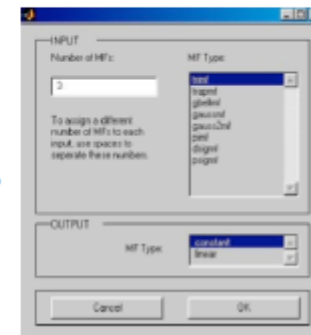 INPUT
Number of MFs:
3
To assign a different
number of MFs to each
input, use spaces to
seperate these numbers.
MF Type:
trimf
trapmf
gbellmf
gaussmf
gauss2mf
pimf
dsigmf
psigmf
OUTPUT
MF Type:
constant
linear
Cancel
OK